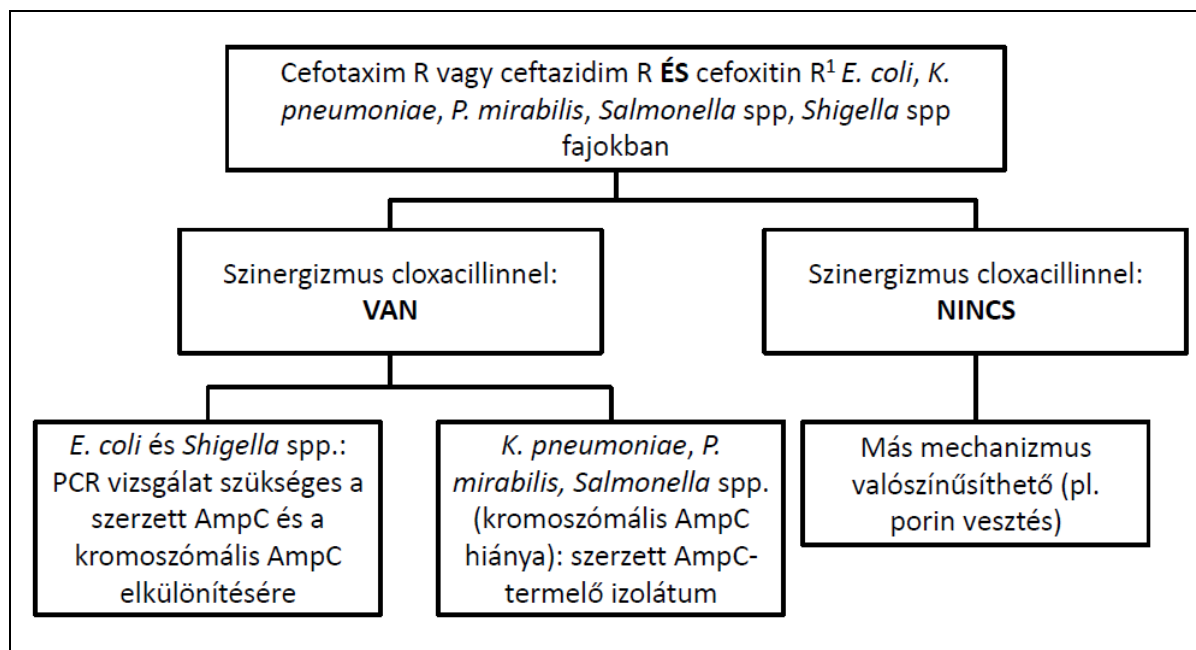 Cefotaxim R vagy ceftazidim R ÉS cefoxitin R¹ E. coli, K.
pneumoniae, P. mirabilis, Salmonella spp, Shigella spp
fajokban
Szinergizmus cloxacillinnel:
VAN
Szinergizmus cloxacillinnel:
NINCS
E. coli és Shigella spp.:
PCR vizsgálat szükséges a
szerzett AmpC és a
kromoszómális AmpC
elkülönítésére
K. pneumoniae, P.
mirabilis, Salmonella spp.
(kromoszómális AmpC
hiánya): szerzett AmpC-
termelő izolátum
Más mechanizmus
valószínűsíthető (pl.
porin vesztés)